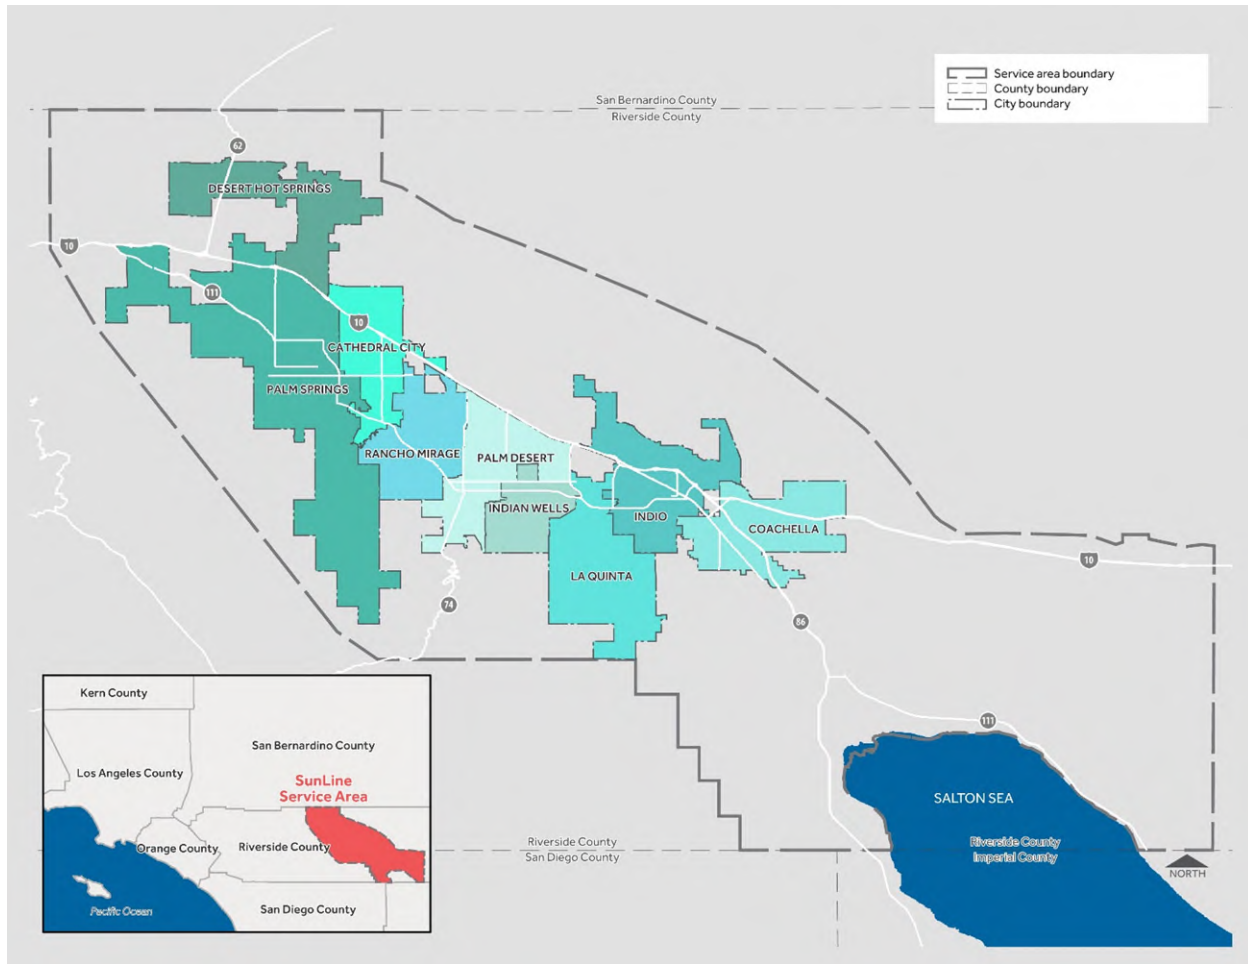 Service area boundary
County boundary
City boundary
San Bernardino County
Riverside County
62
DESERT HOT SPRINGS
10
111
10
CATHEDRAL CITY
PALM SPRINGS
RANCHO MIRAGE
PALM DESERT
INDIAN WELLS
INDIO
COACHELLA
10
LA QUINTA
74
86
111
SALTON SEA
Riverside County
San Diego County
Riverside County
Imperial County
NORTH
Kern County
San Bernardino County
Los Angeles County
SunLine
Service Area
Orange County
Riverside County
San Diego County
Pacific Ocean